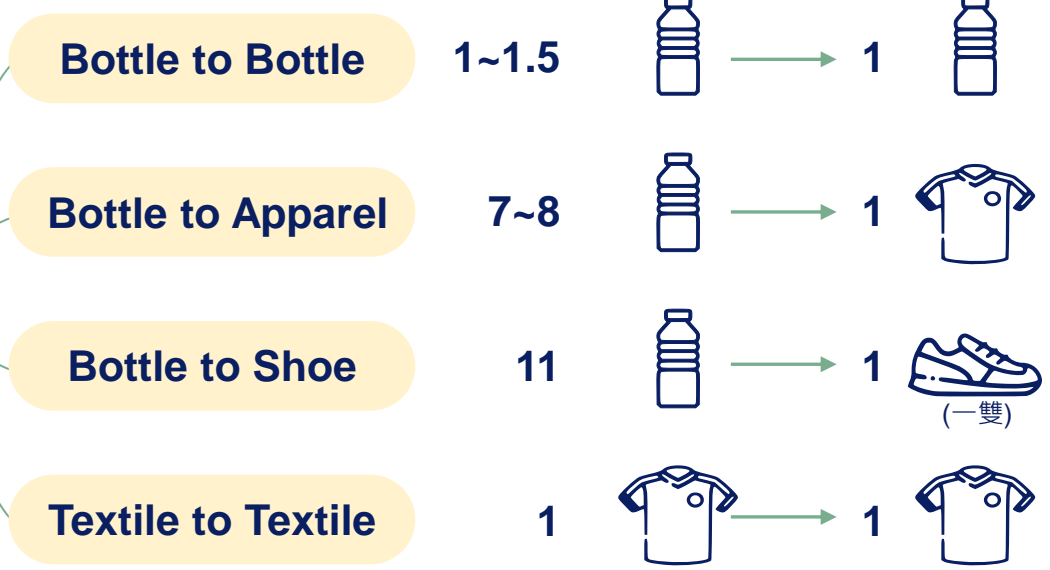 Bottle to Bottle 1~1.5 1
Bottle to Apparel 7~8 1
Bottle to Shoe 11 1
(一雙)
Textile to Textile 1 1